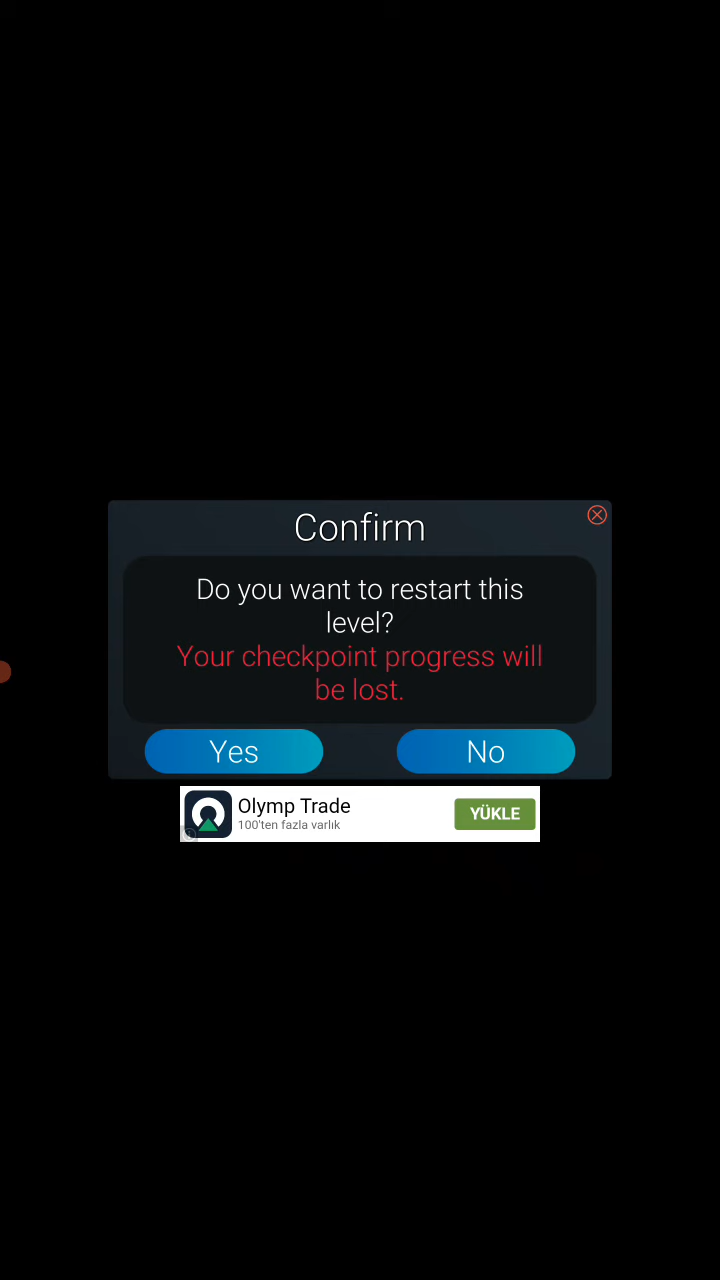 Confirm
Do you want to restart this
level?
Your checkpoint progress will
be lost.
Yes
No
Olymp Trade
100'ten fazla varlık
YÜKLE